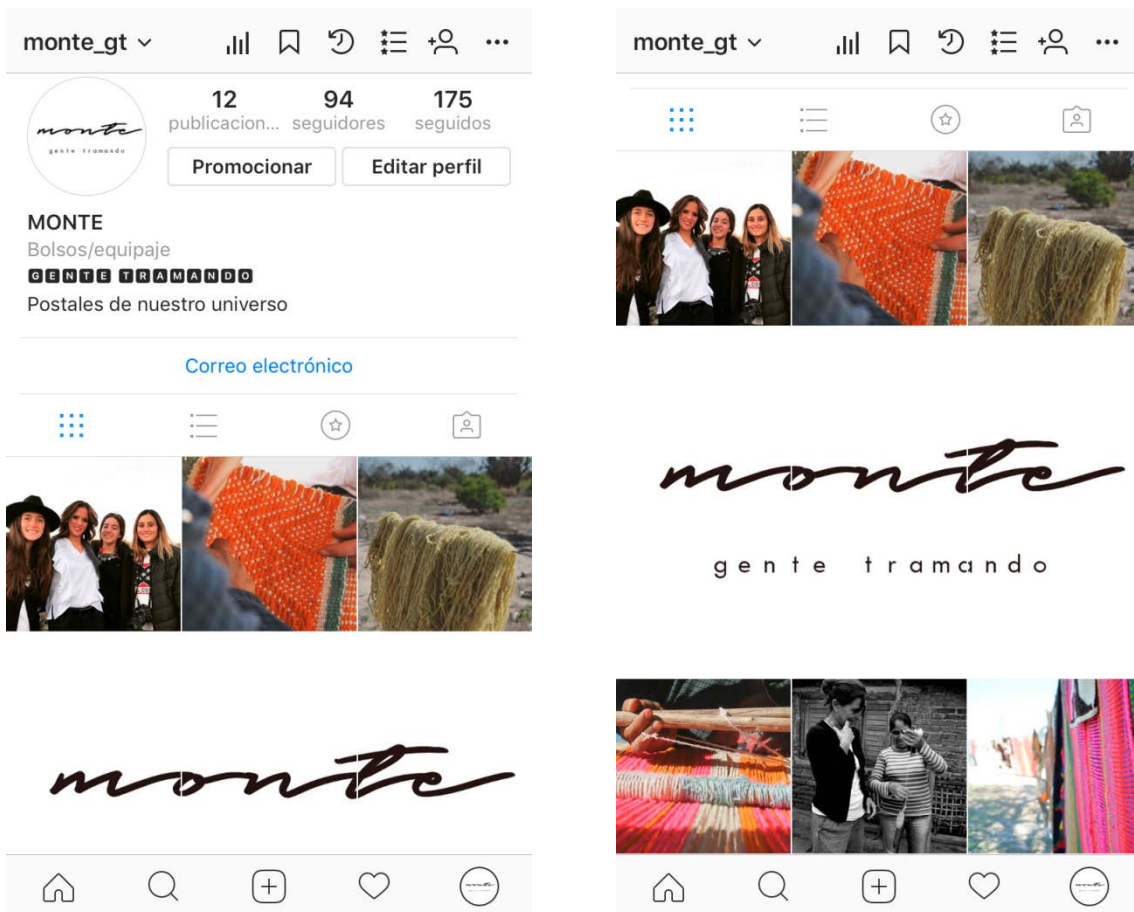 monte_gt
12 94 175
publicacion... seguidores seguidos
monte
gente tramando
Promocionar Editar perfil
MONTE
Bolsos/equipaje
GENTE TRAMANDO
Postales de nuestro universo
Correo electrónico
monte
monte_gt
monte
gente tramando